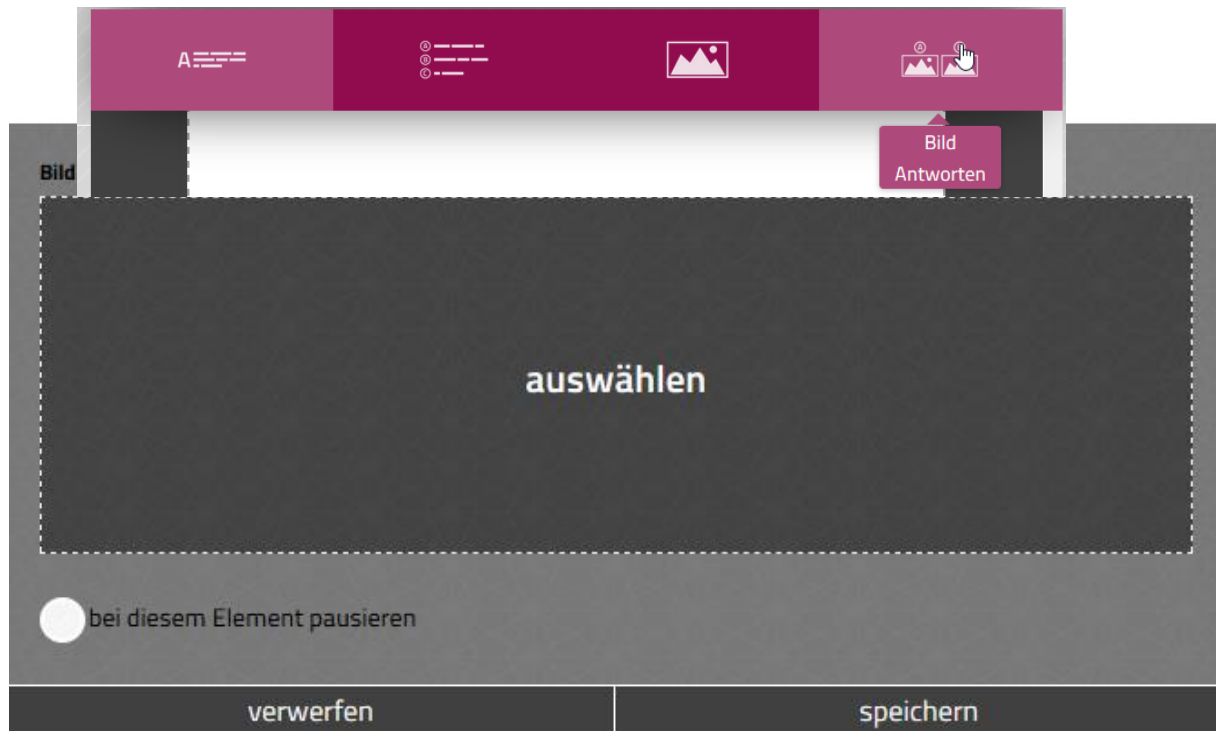 A
A
B
C
A
Bild
Antworten
Bild
auswählen
bei diesem Element pausieren
verwerfen
speichern